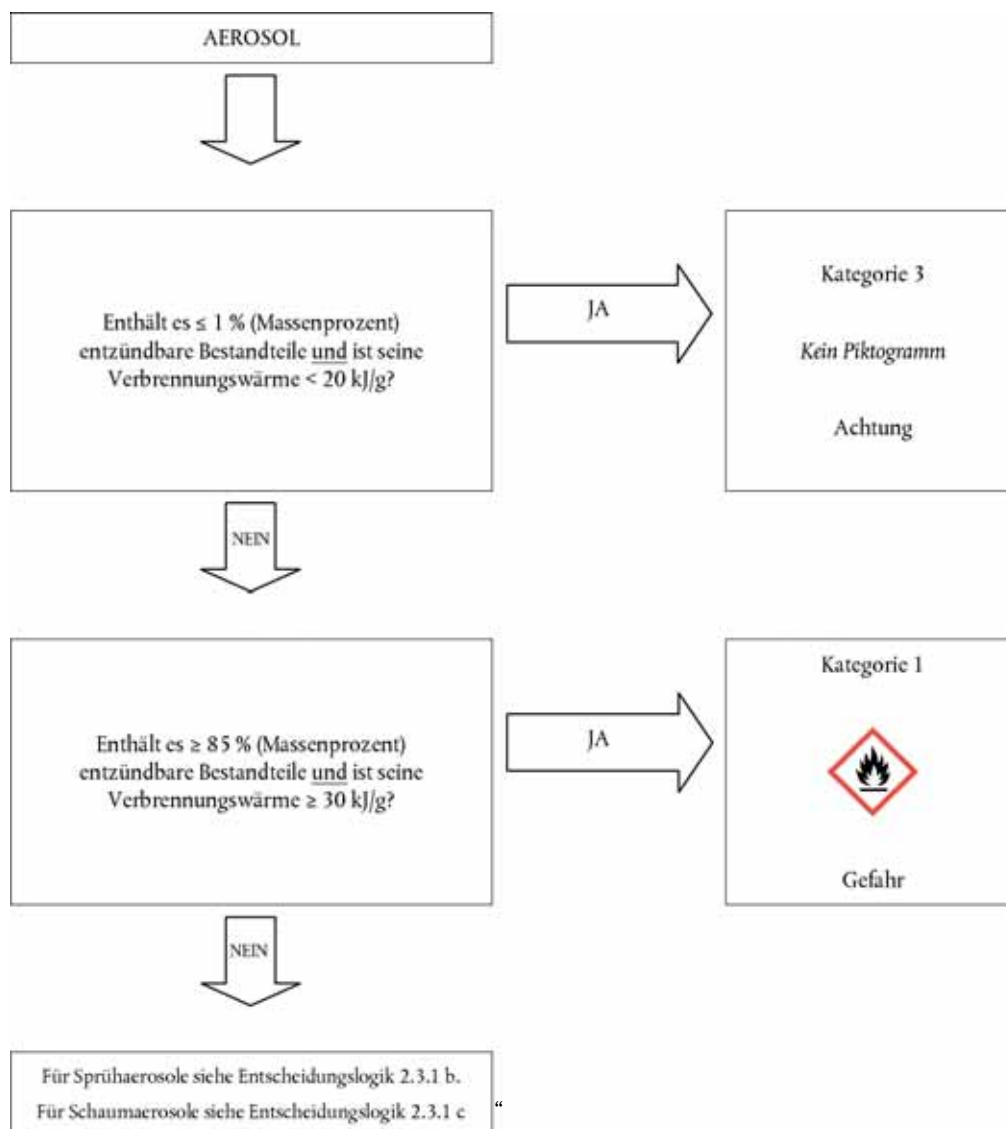 AEROSOL
Enthält es ≤ 1 % (Massenprozent)
entzündbare Bestandteile und ist seine
Verbrennungswärme < 20 kJ/g?
JA
Kategorie 3
Kein Piktogramm
Achtung
NEIN
Enthält es ≥ 85 % (Massenprozent)
entzündbare Bestandteile und ist seine
Verbrennungswärme ≥ 30 kJ/g?
JA
Kategorie 1
Gefahr
NEIN
Für Sprühaerosole siehe Entscheidungslogik 2.3.1 b.
Für Schaumaerosole siehe Entscheidungslogik 2.3.1 c “